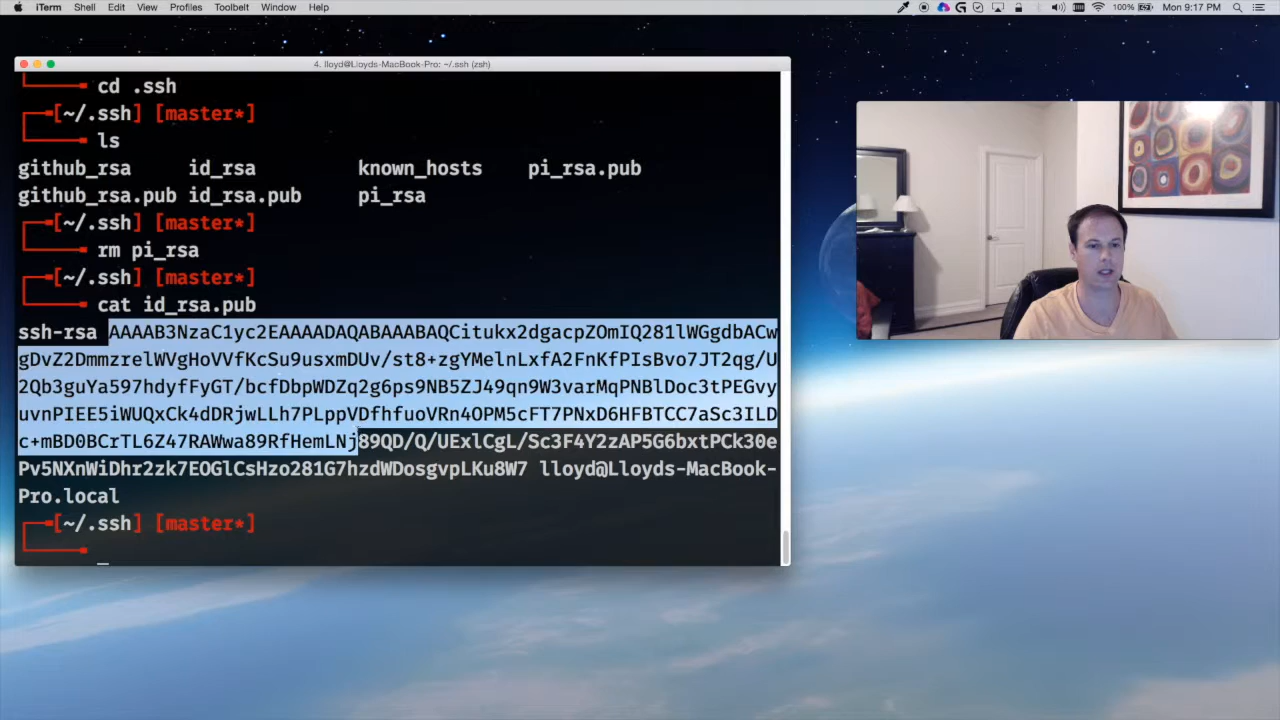 iTerm Shell Edit View Profiles Toolbelt Window Help 100% Mon 9:17 PM
4. lloyd@Lloyds-MacBook-Pro: ~/.ssh (zsh)
cd .ssh
[~/.ssh] [master*]
ls
github_rsa id_rsa known_hosts pi_rsa.pub
github_rsa.pub id_rsa.pub pi_rsa
[~/.ssh] [master*]
rm pi_rsa
[~/.ssh] [master*]
cat id_rsa.pub
ssh-rsa AAAAB3NzaC1yc2EAAAADAQABAAABAQCitukx2dgacpZOmIQ281lWGgdbACw
gDvZ2DmmzrelWVgHoVVfKcSu9usxmDUv/st8+zgYMelnLxfA2FnKfPIsBvo7JT2qg/U
2Qb3guYa597hdyfFyGT/bcfDbpWDZq2g6ps9NB5ZJ49qn9W3varMqPNBlDoc3tPEGvy
uvnPIEE5iWUQxCk4dDRjwLLh7PLppVDfhfuoVRn4OPM5cFT7PNxD6HFBTCC7aSc3ILD
c+mBD0BCrTL6Z47RAWwa89RfHemLNj89QD/Q/UExlCgL/Sc3F4Y2zAP5G6bxtPCk30e
Pv5NXnWiDhr2zk7EOGlCsHzo281G7hzdWDosgvpLKu8W7 lloyd@Lloyds-MacBook-
Pro.local
[~/.ssh] [master*]